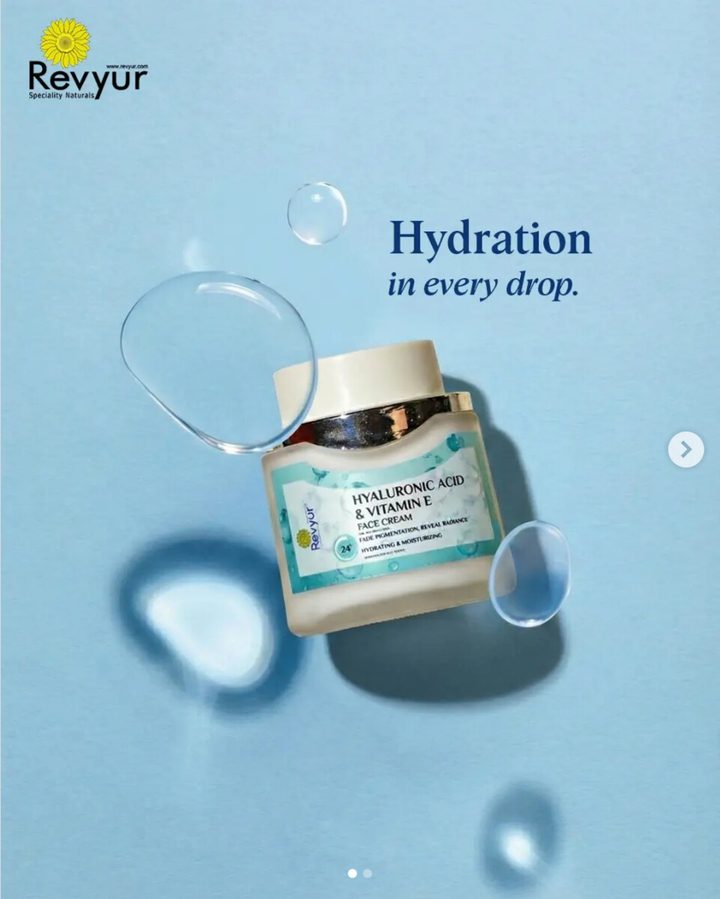 www.revyur.com
Revyur
Speciality Naturals
Hydration
in every drop.
Revyur
HYALURONIC ACID
& VITAMIN E
FACE CREAM
FADE PIGMENTATION, REVEAL RADIANCE
24
HYDRATING & MOISTURIZING